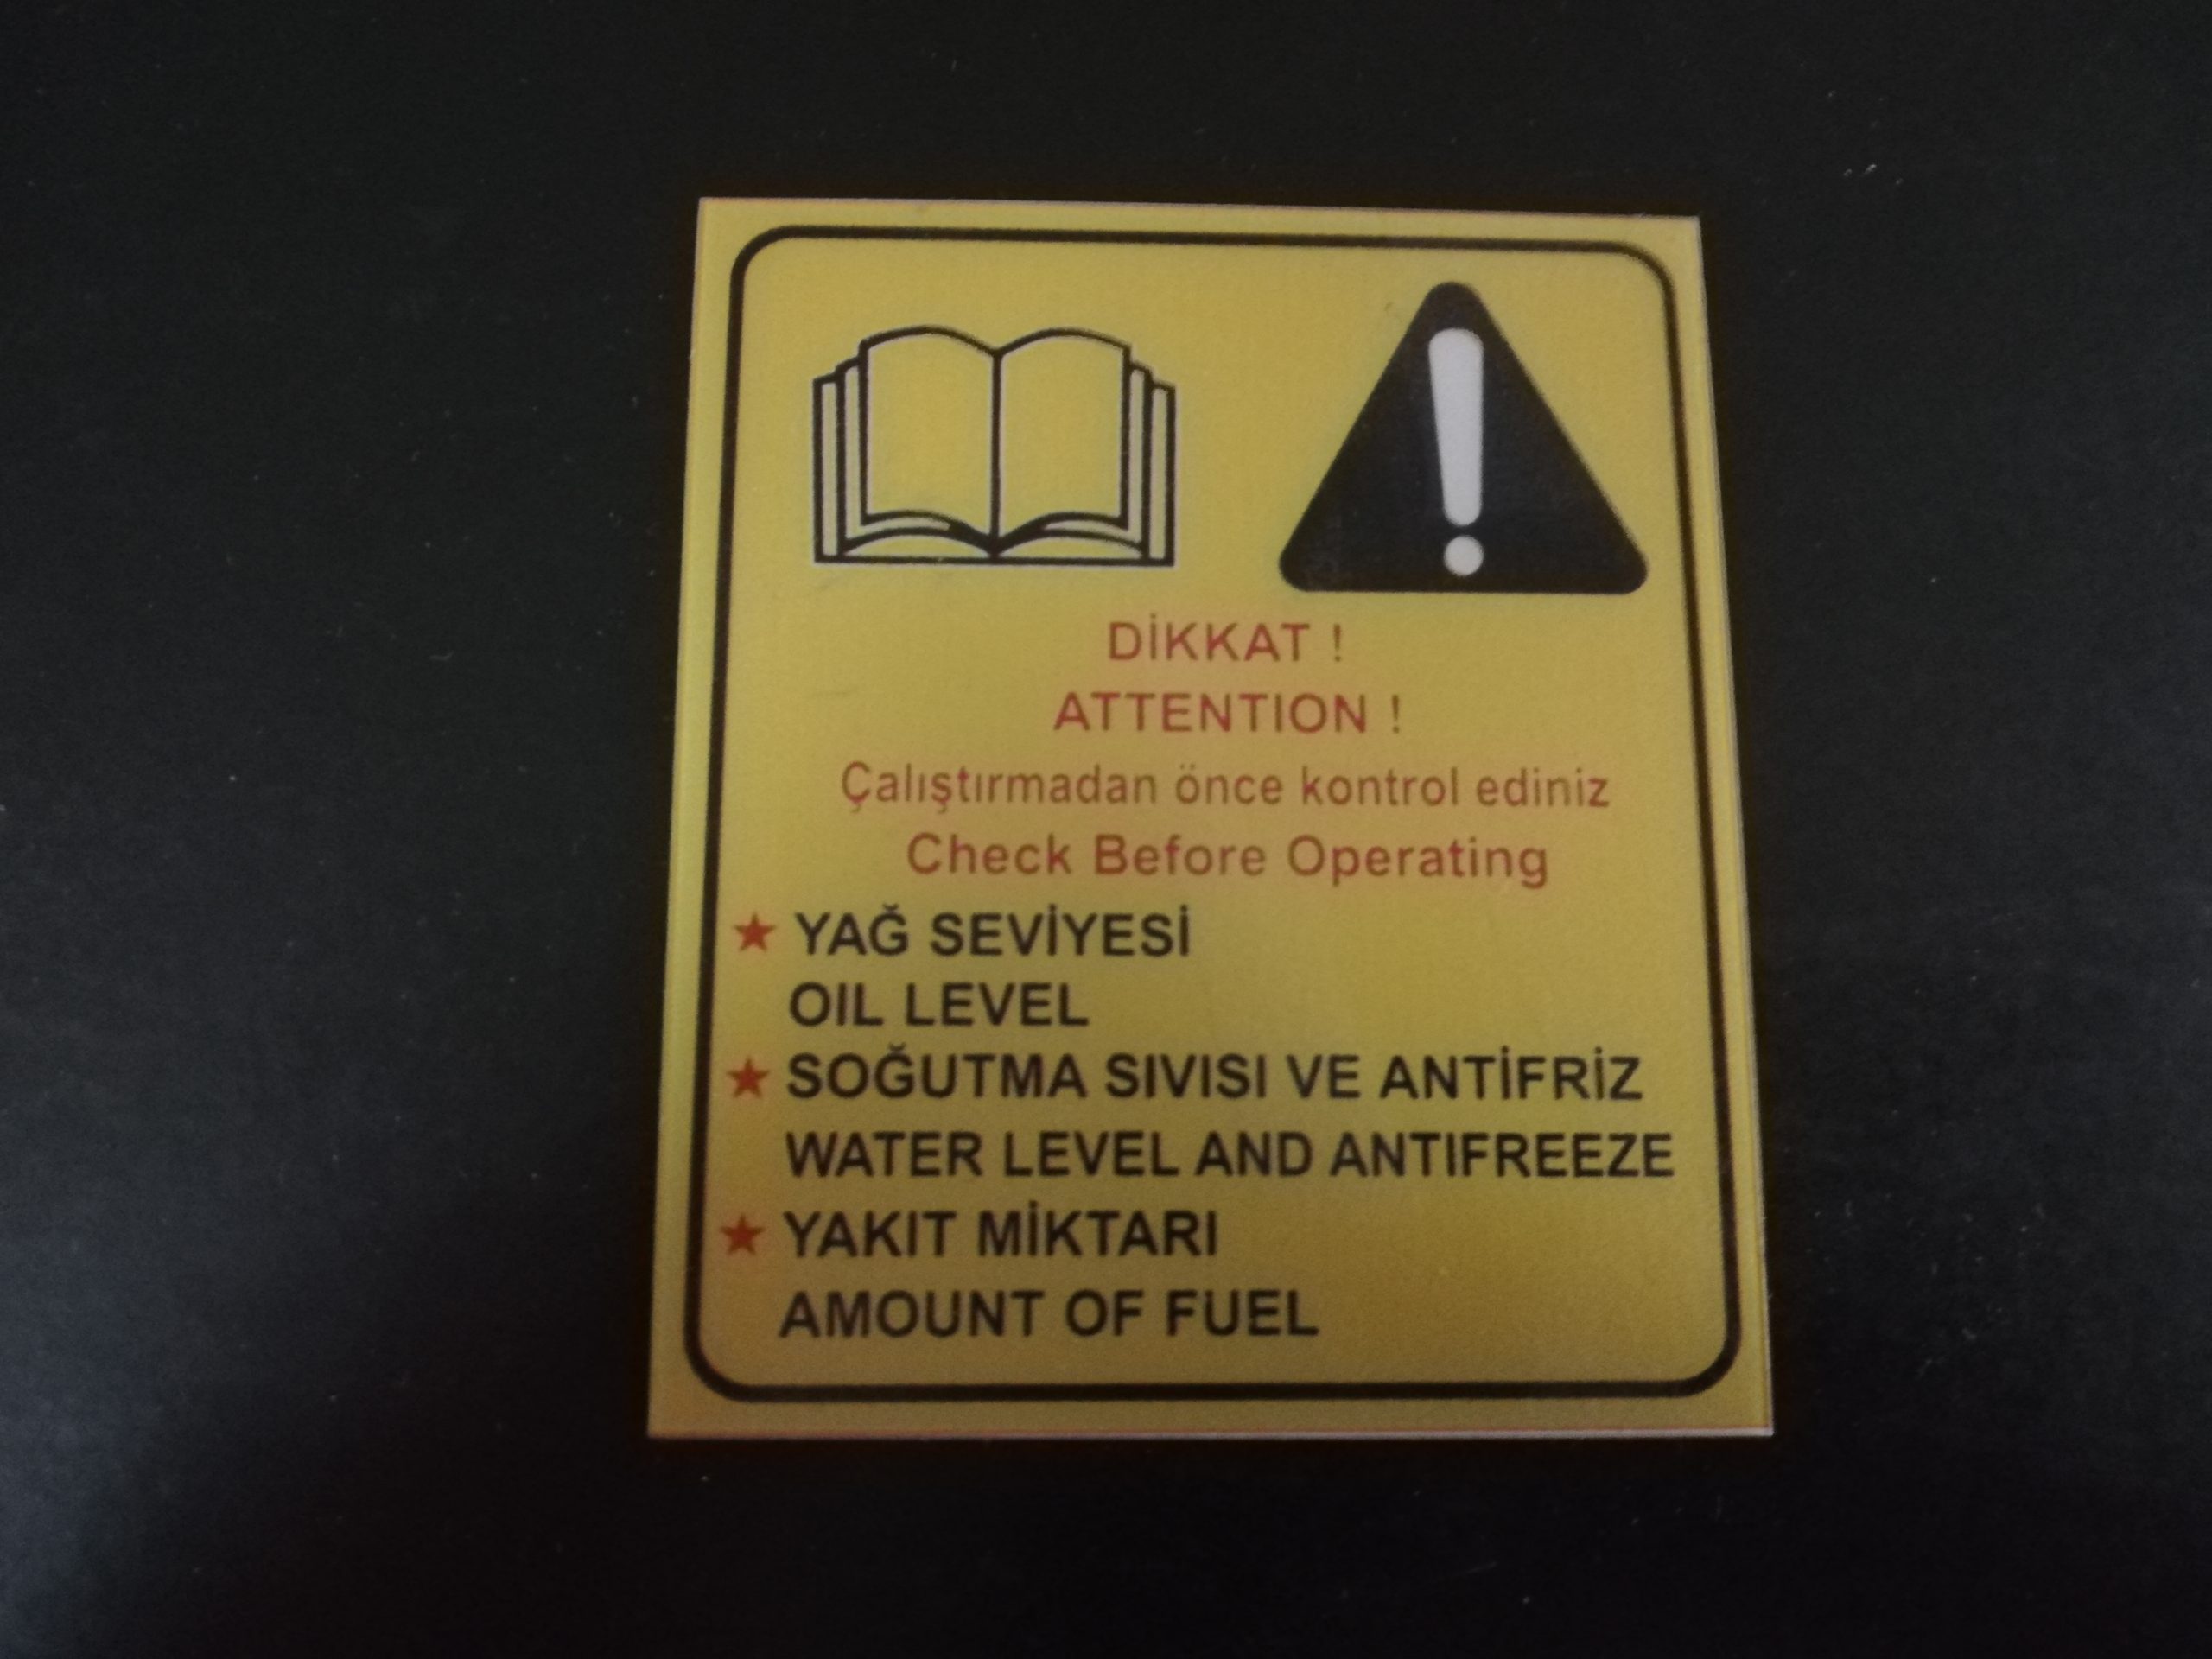 DİKKAT !
ATTENTION !
Çalıştırmadan önce kontrol ediniz
Check Before Operating
★ YAĞ SEVİYESİ
OIL LEVEL
★ SOĞUTMA SIVISI VE ANTİFRİZ
WATER LEVEL AND ANTIFREEZE
★ YAKIT MİKTARI
AMOUNT OF FUEL